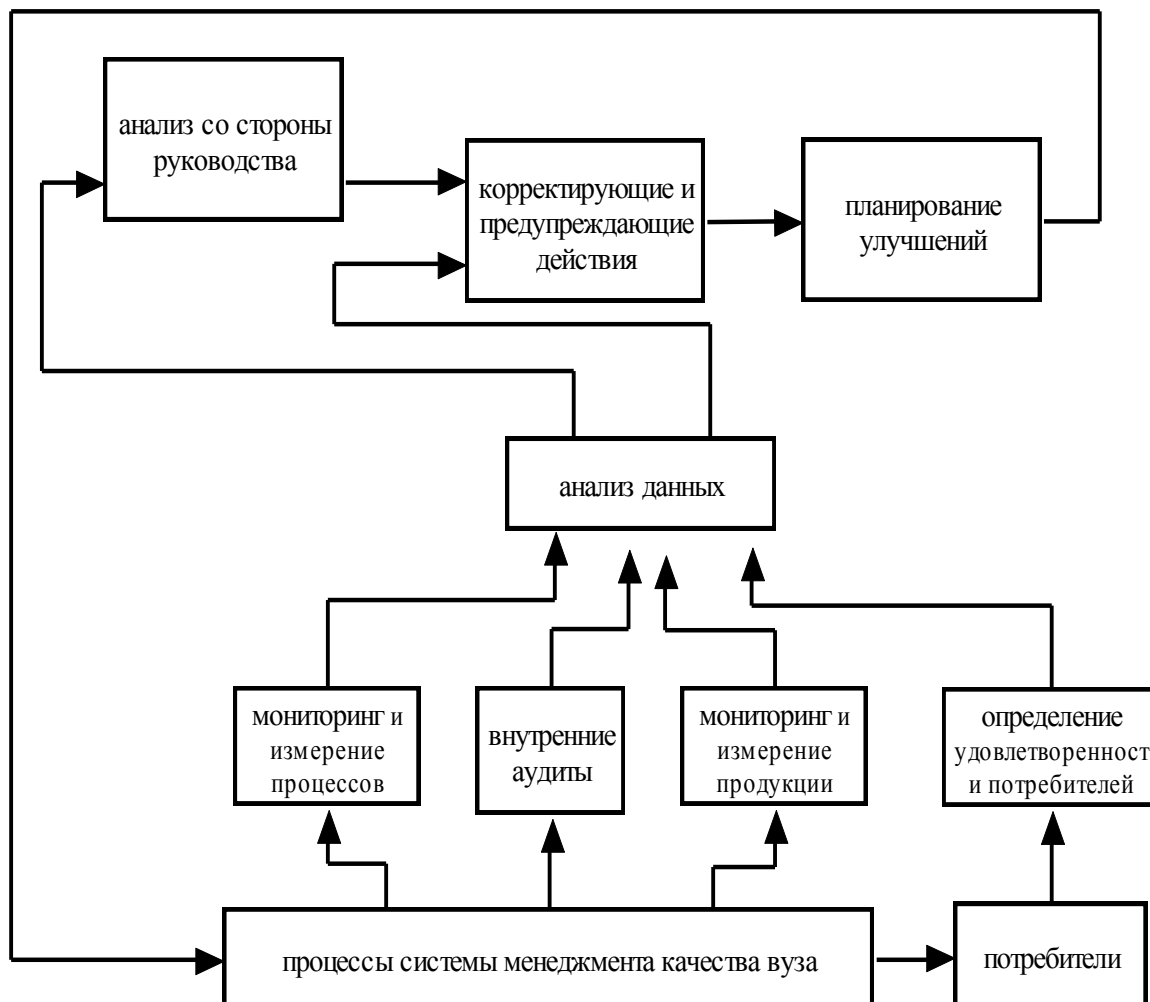 анализ со стороны
руководства
корректирующие и
предупреждающие
действия
планирование
улучшений
анализ данных
мониторинг и
измерение
процессов
внутренние
аудиты
мониторинг и
измерение
продукции
определение
удовлетворенност
и потребителей
процессы системы менеджмента качества вуза
потребители